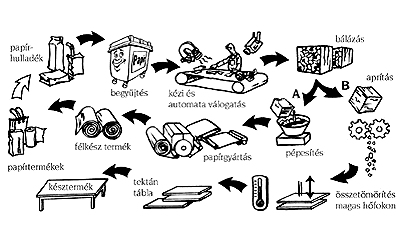 papír-
hulladék
Papír
begyűjtés
kézi és
automata válogatás
bálázás
A
B
aprítás
papírtermékek
félkész termék
papírgyártás
pépesítés
késztermék
tektán
tábla
összetömörítés
magas hőfokon